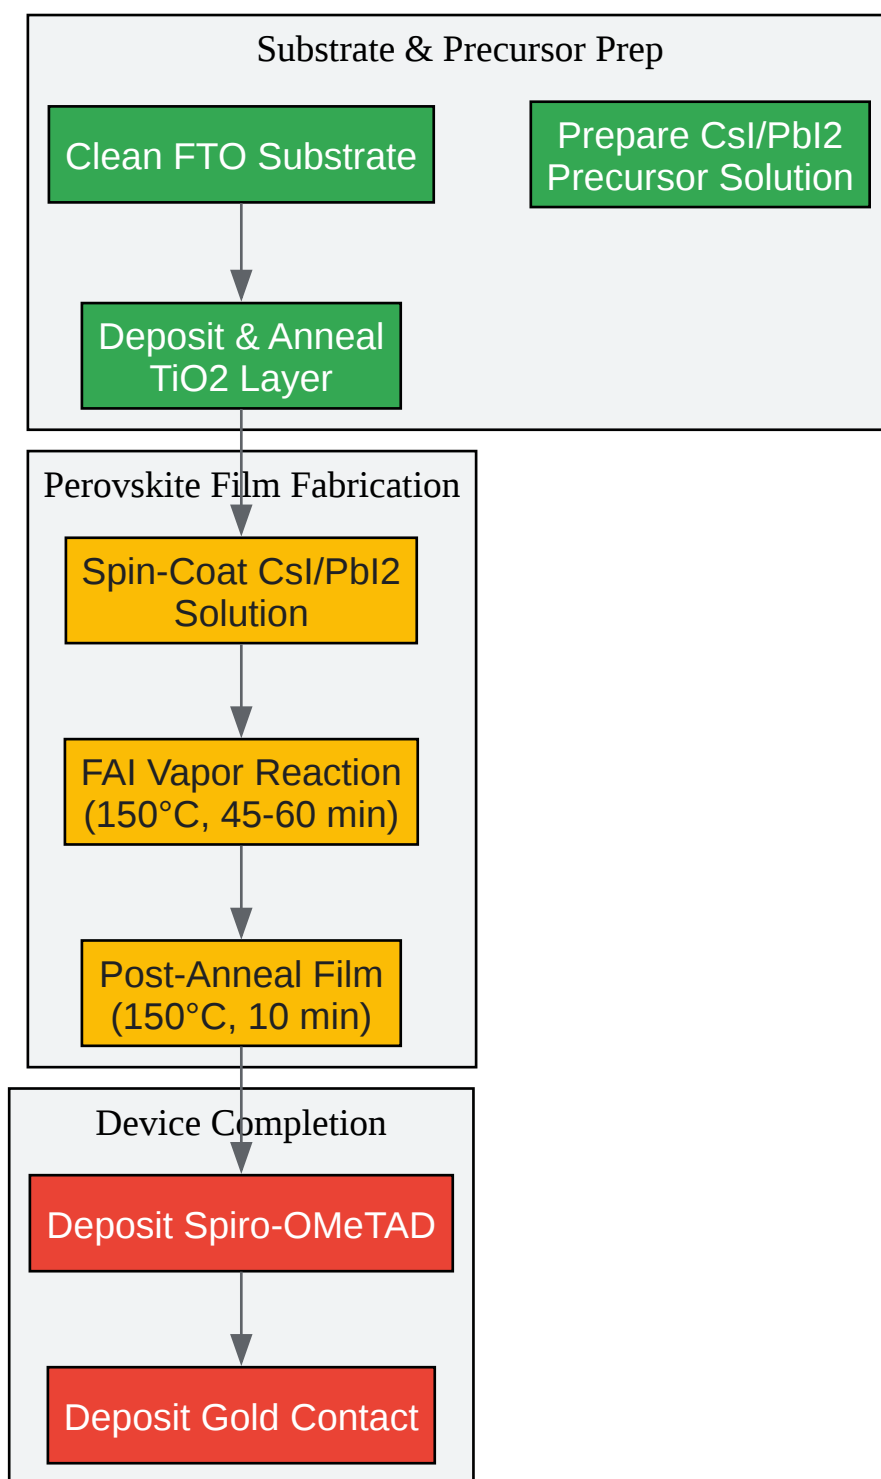 Substrate & Precursor Prep
Clean FTO Substrate
Prepare CsI/PbI2
Precursor Solution
Deposit & Anneal
TiO2 Layer
Perovskite Film Fabrication
Spin-Coat CsI/PbI2
Solution
FAI Vapor Reaction
(150°C, 45-60 min)
Post-Anneal Film
(150°C, 10 min)
Device Completion
Deposit Spiro-OMeTAD
Deposit Gold Contact